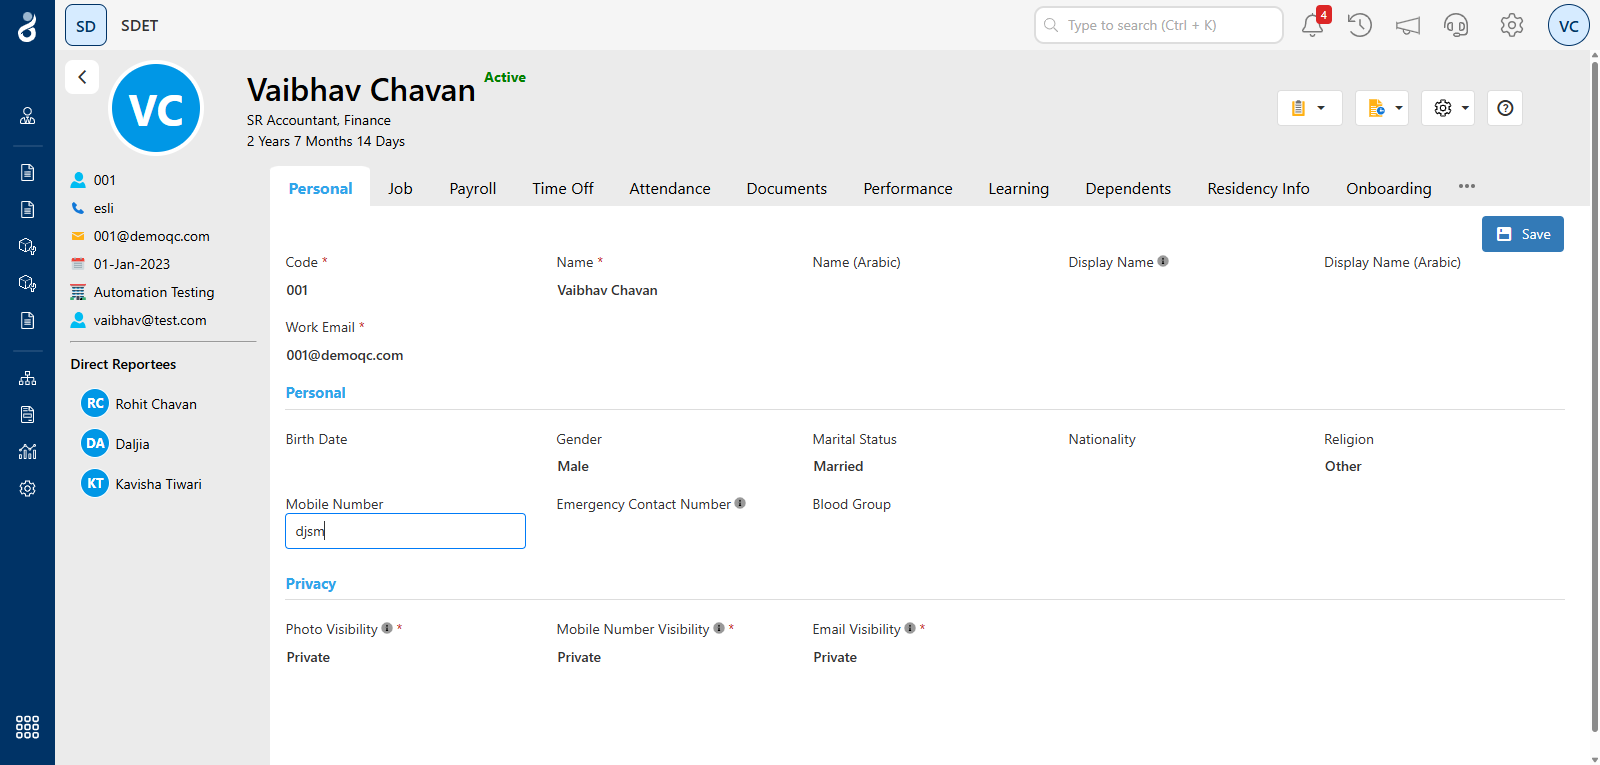 SD SDET Type to search (Ctrl + K) 4 VC
VC Vaibhav Chavan Active
SR Accountant, Finance
2 Years 7 Months 14 Days
001
esli
001@democqc.com
01-Jan-2023
Automation Testing
vaibhav@test.com
Direct Reportees
RC Rohit Chavan
DA Daljia
KT Kavisha Tiwari
Personal Job Payroll Time Off Attendance Documents Performance Learning Dependents Residency Info Onboarding •••
Save
Code * Name * Name (Arabic) Display Name Display Name (Arabic)
001 Vaibhav Chavan
Work Email *
001@demoqc.com
Personal
Birth Date Gender Marital Status Nationality Religion
Male Married Other
Mobile Number Emergency Contact Number Blood Group
djsm
Privacy
Photo Visibility * Mobile Number Visibility * Email Visibility *
Private Private Private